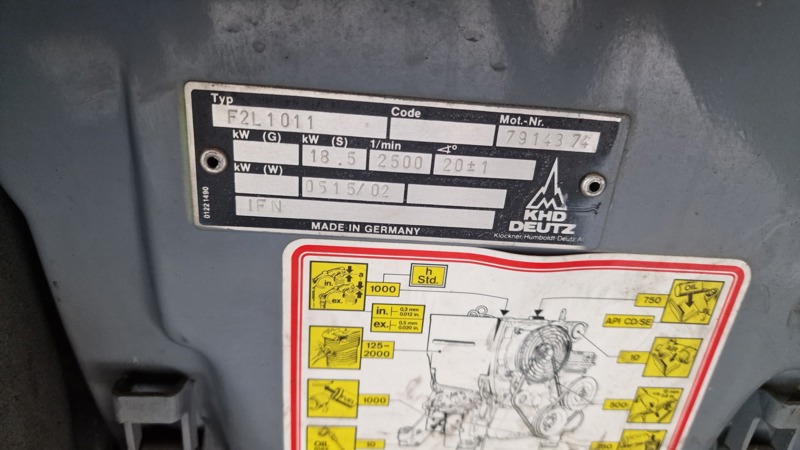 Typ Code Mot.-Nr.
F2L1011 7914374
kW (G) kW (S) 1/min ∢°
18.5 2500 20±1
kW (W)
0515/02
IFN
01221490
MADE IN GERMANY
KHD
DEUTZ
Klöckner-Humboldt-Deutz AG
in. a ex.
1000
h
Std.
in. 0,3 mm 0.012 in.
ex. 0,5 mm 0.020 in.
750
OIL
API CD/SE
125-
2000
10
1000
500
OIL
10
750